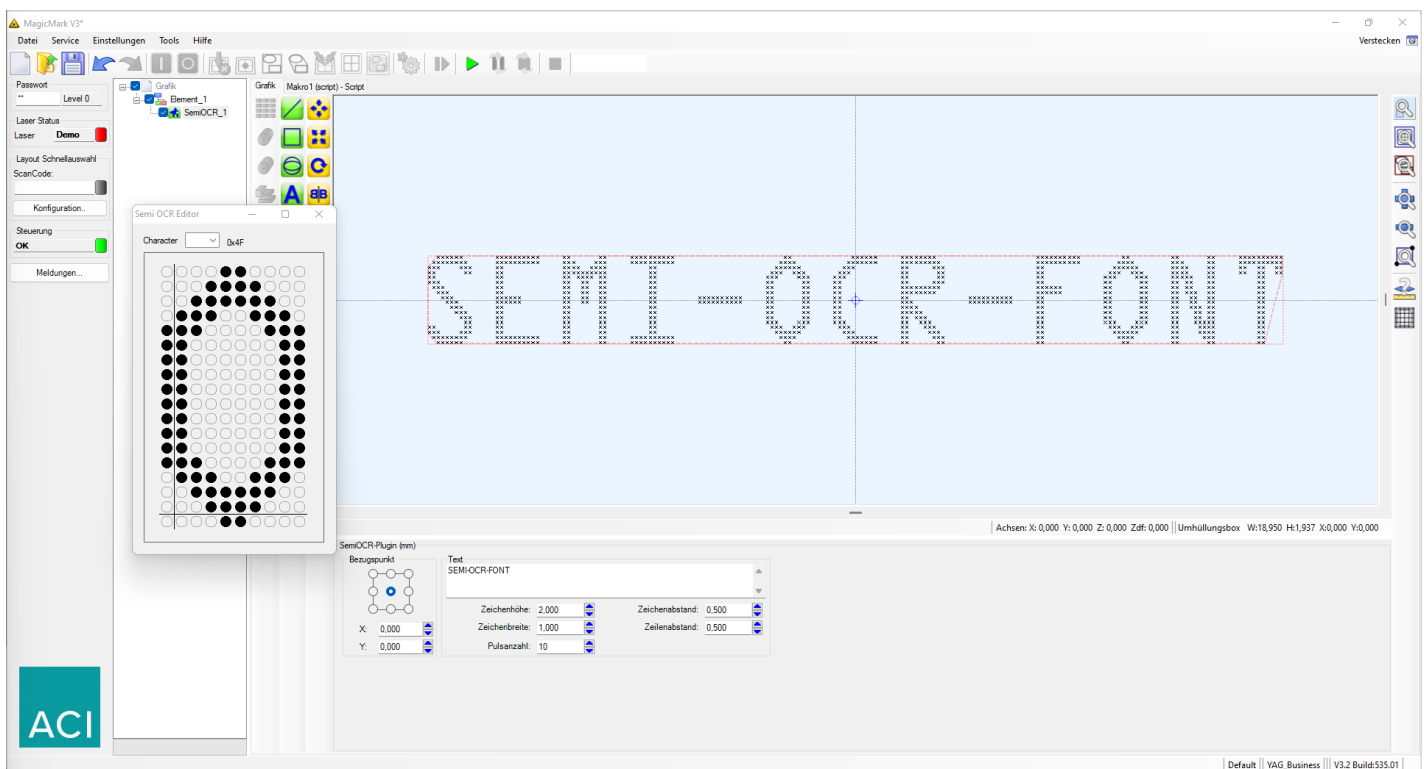 MagicMark V3*
Datei Service Einstellungen Tools Hilfe
Verstecken
Passwort
** Level 0
Laser Status
Laser Demo
Layout Schnellauswahl
ScanCode:
Konfiguration..
Steuerung
OK
Meldungen...
Grafik
Element_1
SemiOCR_1
Grafik Makro1 (script) - Script
A
Semi OCR Editor
Character 0x4F
SEMI-OCR-FONT
Achsen: X: 0,000 Y: 0,000 Z: 0,000 Zdf: 0,000 Umhüllungsbox W:18,950 H:1,937 X:0,000 Y:0,000
SemiOCR-Plugin (mm)
Bezugspunkt
X: 0,000
Y: 0,000
Text
SEMI-OCR-FONT
Zeichenhöhe: 2,000 Zeichenabstand: 0,500
Zeichenbreite: 1,000 Zeilenabstand: 0,500
Pulsanzahl: 10
ACI
Default YAG_Business V3.2 Build:535.01